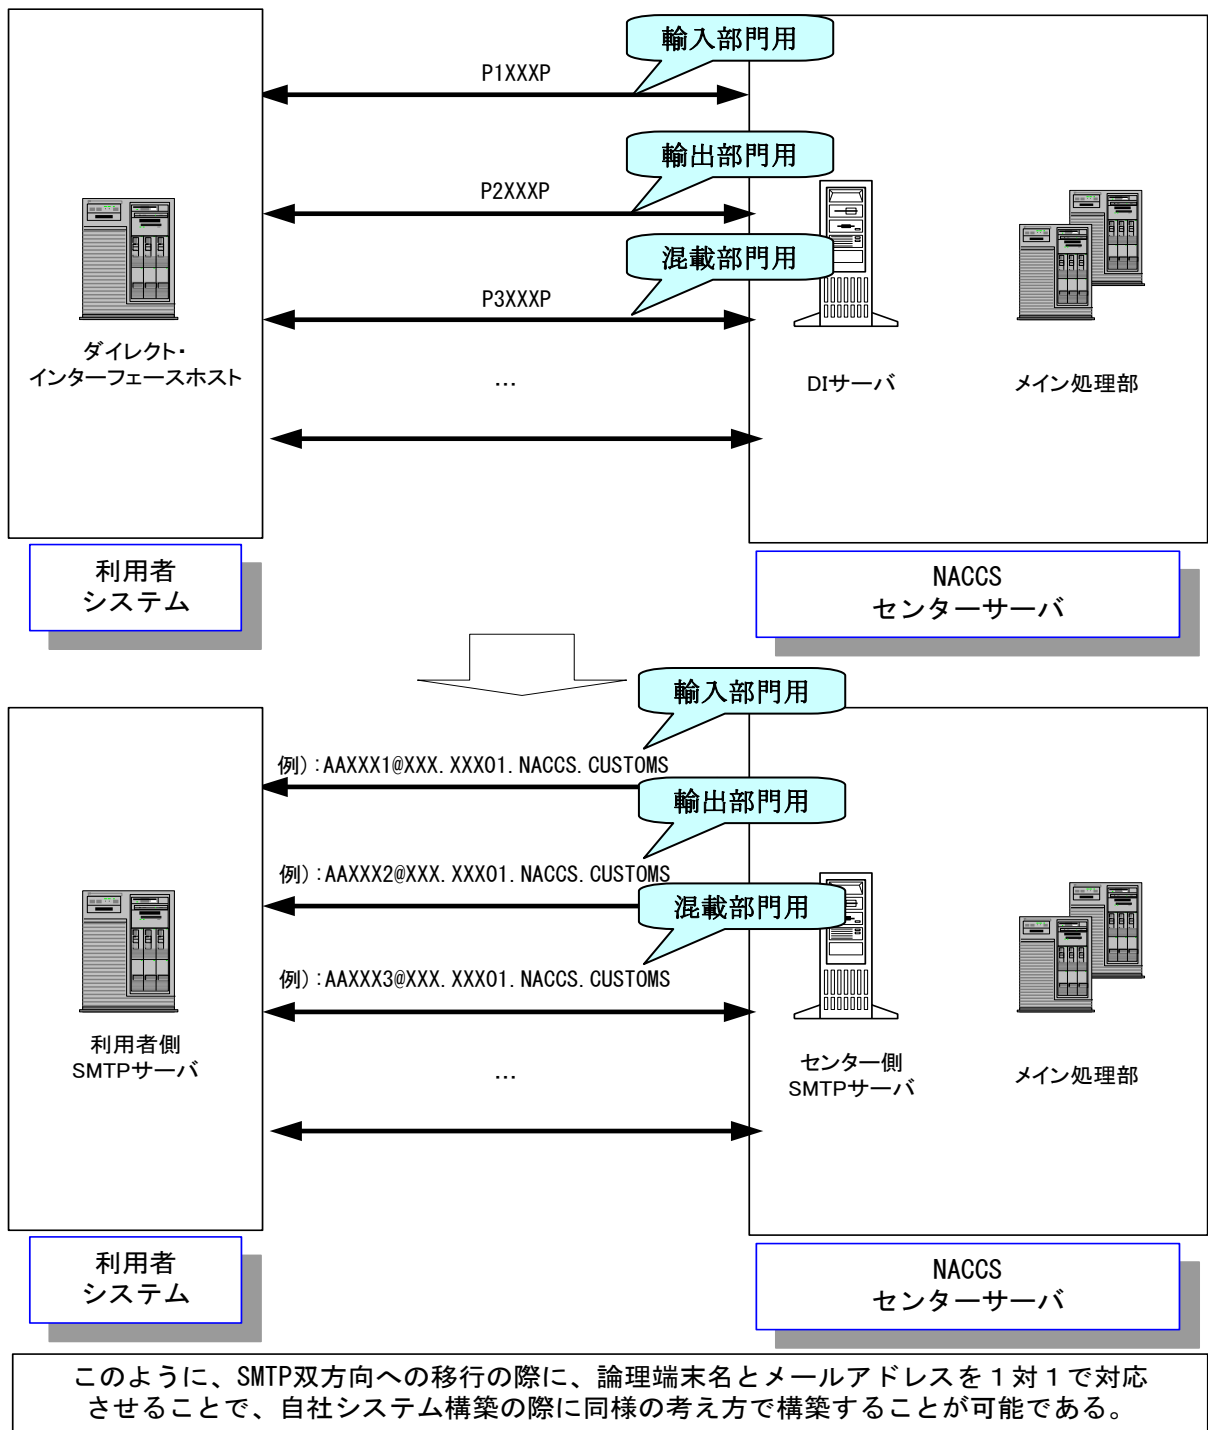 輸入部門用
P1XXXP
輸出部門用
P2XXXP
混載部門用
P3XXXP
ダイレクト・
インターフェースホスト
...
DIサーバ
メイン処理部
利用者
システム
NACCS
センターサーバ
輸入部門用
例）:AAXXX1@XXX.XXX01.NACCS.CUSTOMS
輸出部門用
例）:AAXXX2@XXX.XXX01.NACCS.CUSTOMS
混載部門用
例）:AAXXX3@XXX.XXX01.NACCS.CUSTOMS
利用者側
SMTPサーバ
...
センター側
SMTPサーバ
メイン処理部
利用者
システム
NACCS
センターサーバ
このように、SMTP双方向への移行の際に、論理端末名とメールアドレスを１対１で対応
させることで、自社システム構築の際に同様の考え方で構築することが可能である。